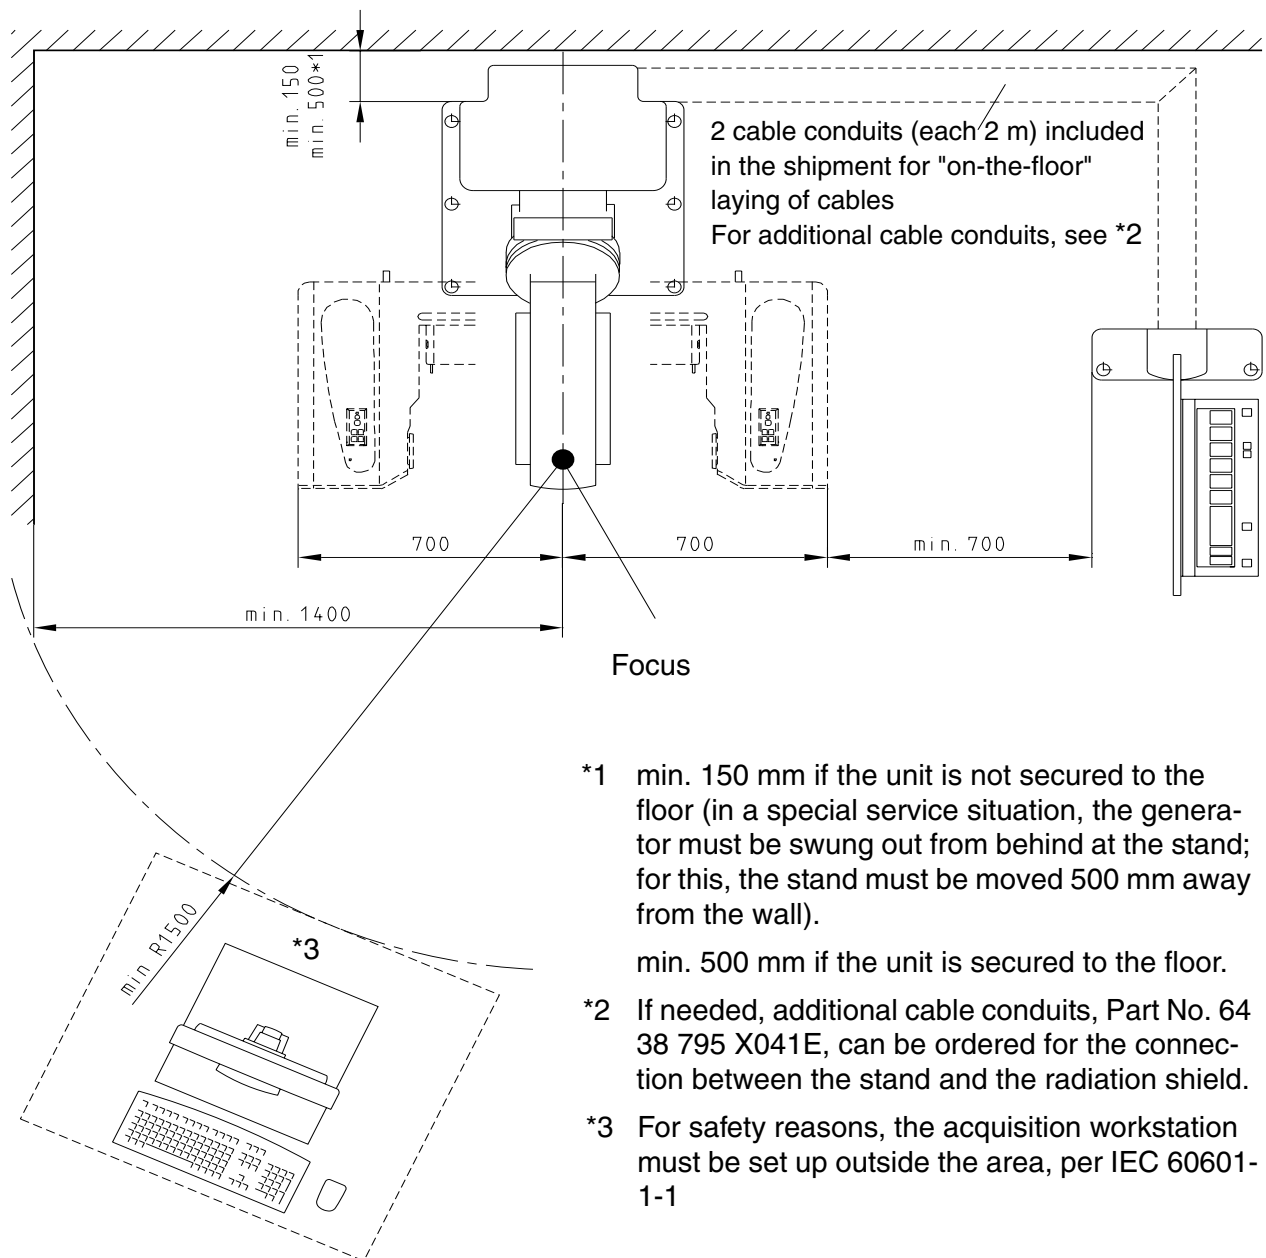 min. 150
min. 500*1
2 cable conduits (each 2 m) included
in the shipment for "on-the-floor"
laying of cables
For additional cable conduits, see *2
700
700
min. 700
min. 1400
Focus
min R1500
*3
*1 min. 150 mm if the unit is not secured to the
floor (in a special service situation, the genera-
tor must be swung out from behind at the stand;
for this, the stand must be moved 500 mm away
from the wall).
min. 500 mm if the unit is secured to the floor.
*2 If needed, additional cable conduits, Part No. 64
38 795 X041E, can be ordered for the connec-
tion between the stand and the radiation shield.
*3 For safety reasons, the acquisition workstation
must be set up outside the area, per IEC 60601-
1-1